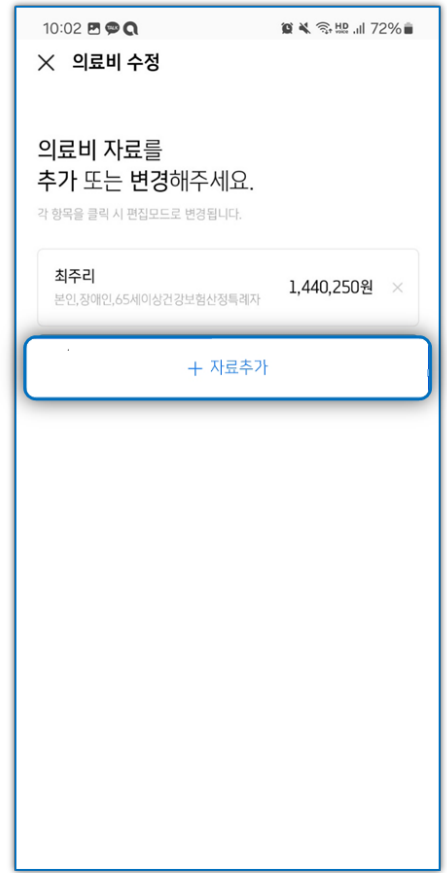 10:02 72%
× 의료비 수정
의료비 자료를
추가 또는 변경해주세요.
각 항목을 클릭 시 편집모드로 변경됩니다.
최주리
본인,장애인,65세이상건강보험산정특례자
1,440,250원 ×
+ 자료추가